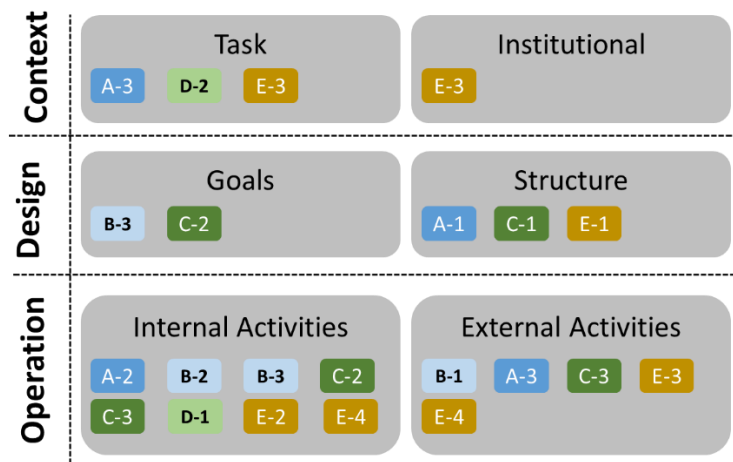 Context
Task
A-3 D-2 E-3
Institutional
E-3
Design
Goals
B-3 C-2
Structure
A-1 C-1 E-1
Operation
Internal Activities
A-2 B-2 B-3 C-2
C-3 D-1 E-2 E-4
External Activities
B-1 A-3 C-3 E-3
E-4